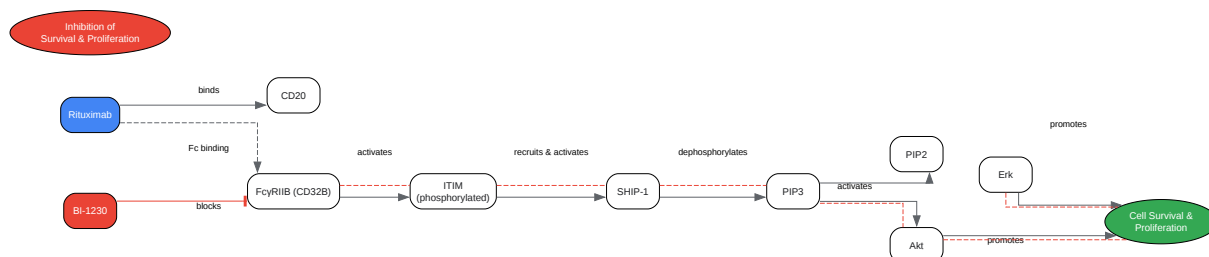 Inhibition of
Survival & Proliferation
binds
CD20
Rituximab
promotes
Fc binding
activates
recruits & activates
dephosphorylates
PIP2
Erk
FcγRIIB (CD32B)
ITIM
(phosphorylated)
SHIP-1
PIP3
activates
BI-1230
blocks
Cell Survival &
Proliferation
Akt
promotes